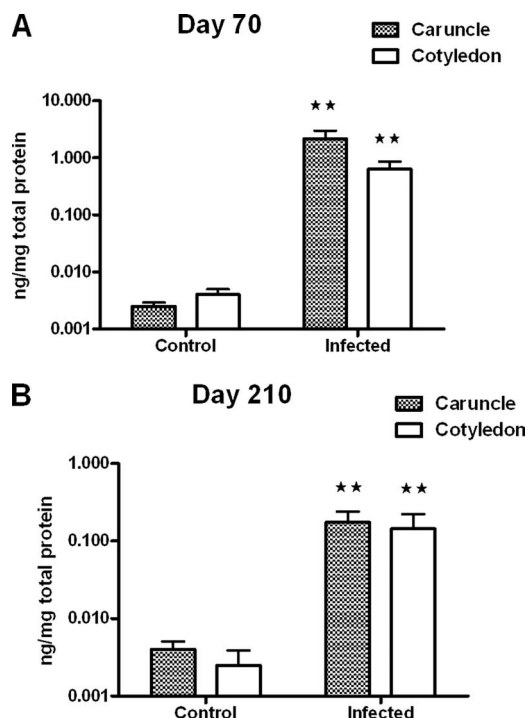 A
Day 70
Caruncle
Cotyledon
ng/mg total protein
10.000
★★
1.000
★★
0.100
0.010
0.001
Control
Infected
B
Day 210
Caruncle
Cotyledon
ng/mg total protein
1.000
★★ ★★
0.100
0.010
0.001
Control
Infected